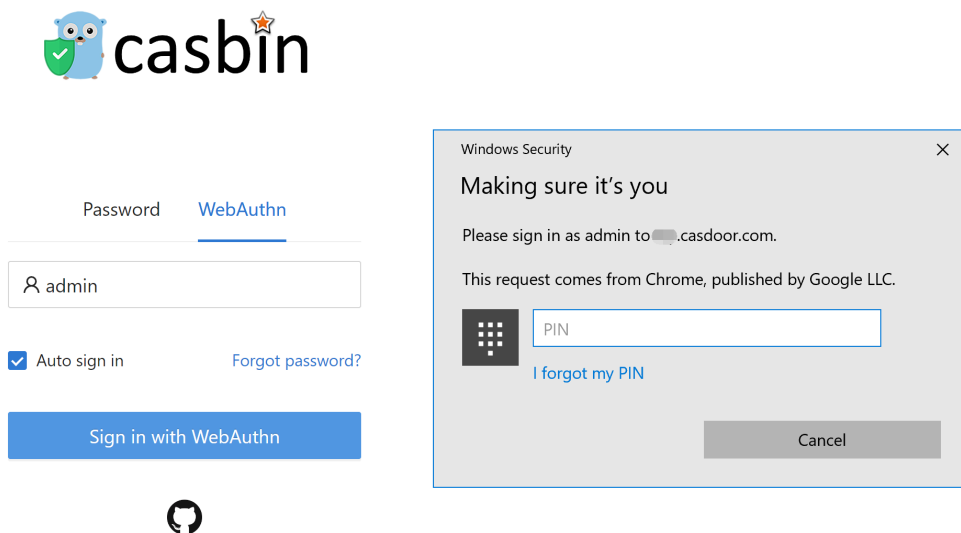 casbin
Password WebAuthn
admin
Auto sign in Forgot password?
Sign in with WebAuthn
Windows Security
Making sure it's you
Please sign in as admin to .casdoor.com.
This request comes from Chrome, published by Google LLC.
PIN
I forgot my PIN
Cancel